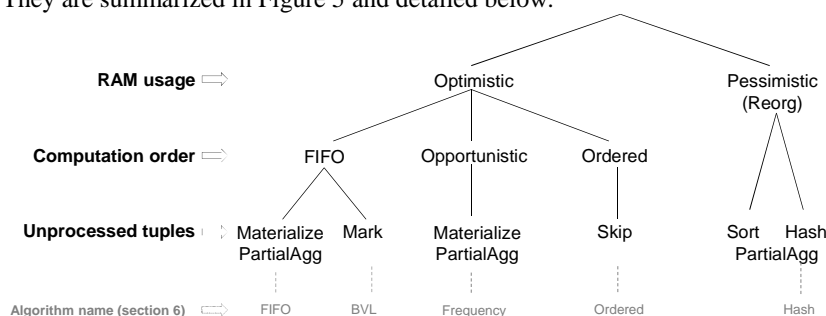 They are summarized in Figure 5 and detailed below.
RAM usage
Optimistic
Pessimistic
(Reorg)
Computation order
FIFO
Opportunistic
Ordered
Unprocessed tuples
Materialize
PartialAgg
Mark
Materialize
PartialAgg
Skip
Sort
Hash
PartialAgg
Algorithm name (section 6)
FIFO
BVL
Frequency
Ordered
Hash